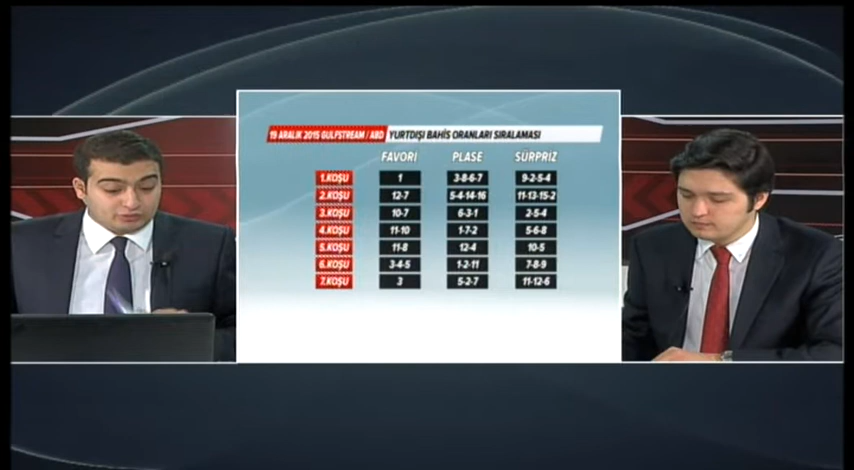 19 ARALIK 2015 GULFSTREAM / ABD YURTDIŞI BAHİS ORANLARI SIRALAMASI
FAVORİ PLASE SÜRPRİZ
1.KOŞU 1 3-8-6-7 9-2-5-4
2.KOŞU 12-7 5-4-14-16 11-13-15-2
3.KOŞU 10-7 6-3-1 2-5-4
4.KOŞU 11-10 1-7-2 5-6-8
5.KOŞU 11-8 12-4 10-5
6.KOŞU 3-4-5 1-2-11 7-8-9
7.KOŞU 3 5-2-7 11-12-6